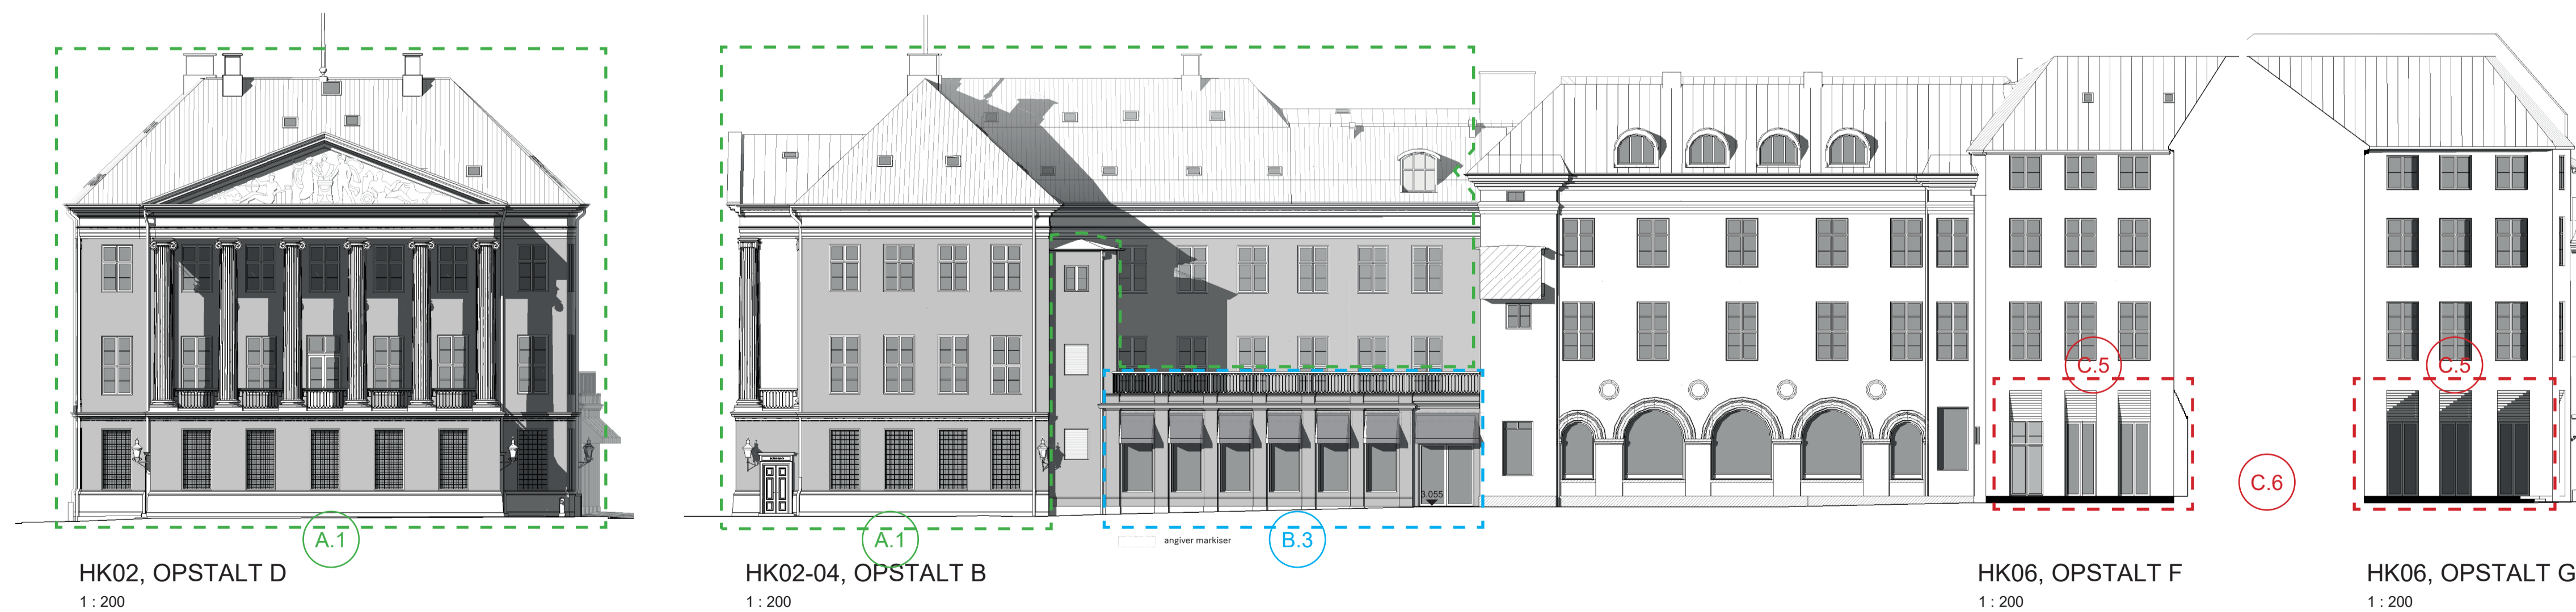 C.5
C.5
C.6
3.055
A.1
A.1
angiver markiser
B.3
HK02, OPSTALT D
1 : 200
HK02-04, OPSTALT B
1 : 200
HK06, OPSTALT F
1 : 200
HK06, OPSTALT G
1 : 200